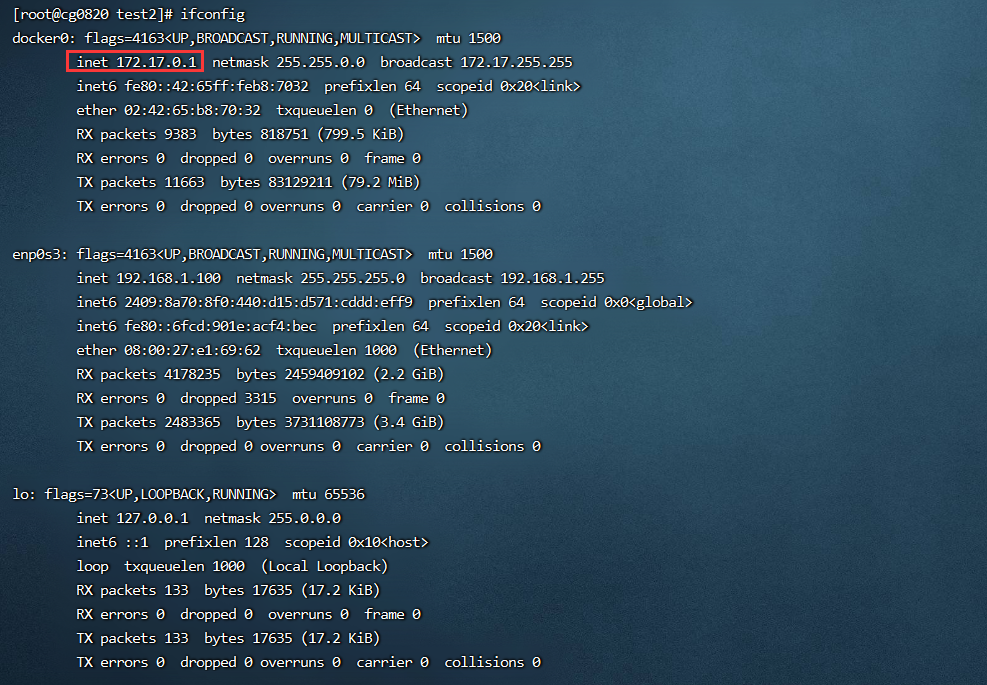 [root@cg0820 test2]# ifconfig
docker0: flags=4163<UP,BROADCAST,RUNNING,MULTICAST>  mtu 1500
        inet 172.17.0.1  netmask 255.255.0.0  broadcast 172.17.255.255
        inet6 fe80::42:65ff:feb8:7032  prefixlen 64  scopeid 0x20<link>
        ether 02:42:65:b8:70:32  txqueuelen 0  (Ethernet)
        RX packets 9383  bytes 818751 (799.5 KiB)
        RX errors 0  dropped 0  overruns 0  frame 0
        TX packets 11663  bytes 83129211 (79.2 MiB)
        TX errors 0  dropped 0 overruns 0  carrier 0  collisions 0

enp0s3: flags=4163<UP,BROADCAST,RUNNING,MULTICAST>  mtu 1500
        inet 192.168.1.100  netmask 255.255.255.0  broadcast 192.168.1.255
        inet6 2409:8a70:8f0:440:d15:d571:cddd:eff9  prefixlen 64  scopeid 0x0<global>
        inet6 fe80::6fcd:901e:acf4:bec  prefixlen 64  scopeid 0x20<link>
        ether 08:00:27:e1:69:62  txqueuelen 1000  (Ethernet)
        RX packets 4178235  bytes 2459409102 (2.2 GiB)
        RX errors 0  dropped 3315  overruns 0  frame 0
        TX packets 2483365  bytes 3731108773 (3.4 GiB)
        TX errors 0  dropped 0 overruns 0  carrier 0  collisions 0

lo: flags=73<UP,LOOPBACK,RUNNING>  mtu 65536
        inet 127.0.0.1  netmask 255.0.0.0
        inet6 ::1  prefixlen 128  scopeid 0x10<host>
        loop  txqueuelen 1000  (Local Loopback)
        RX packets 133  bytes 17635 (17.2 KiB)
        RX errors 0  dropped 0  overruns 0  frame 0
        TX packets 133  bytes 17635 (17.2 KiB)
        TX errors 0  dropped 0 overruns 0  carrier 0  collisions 0